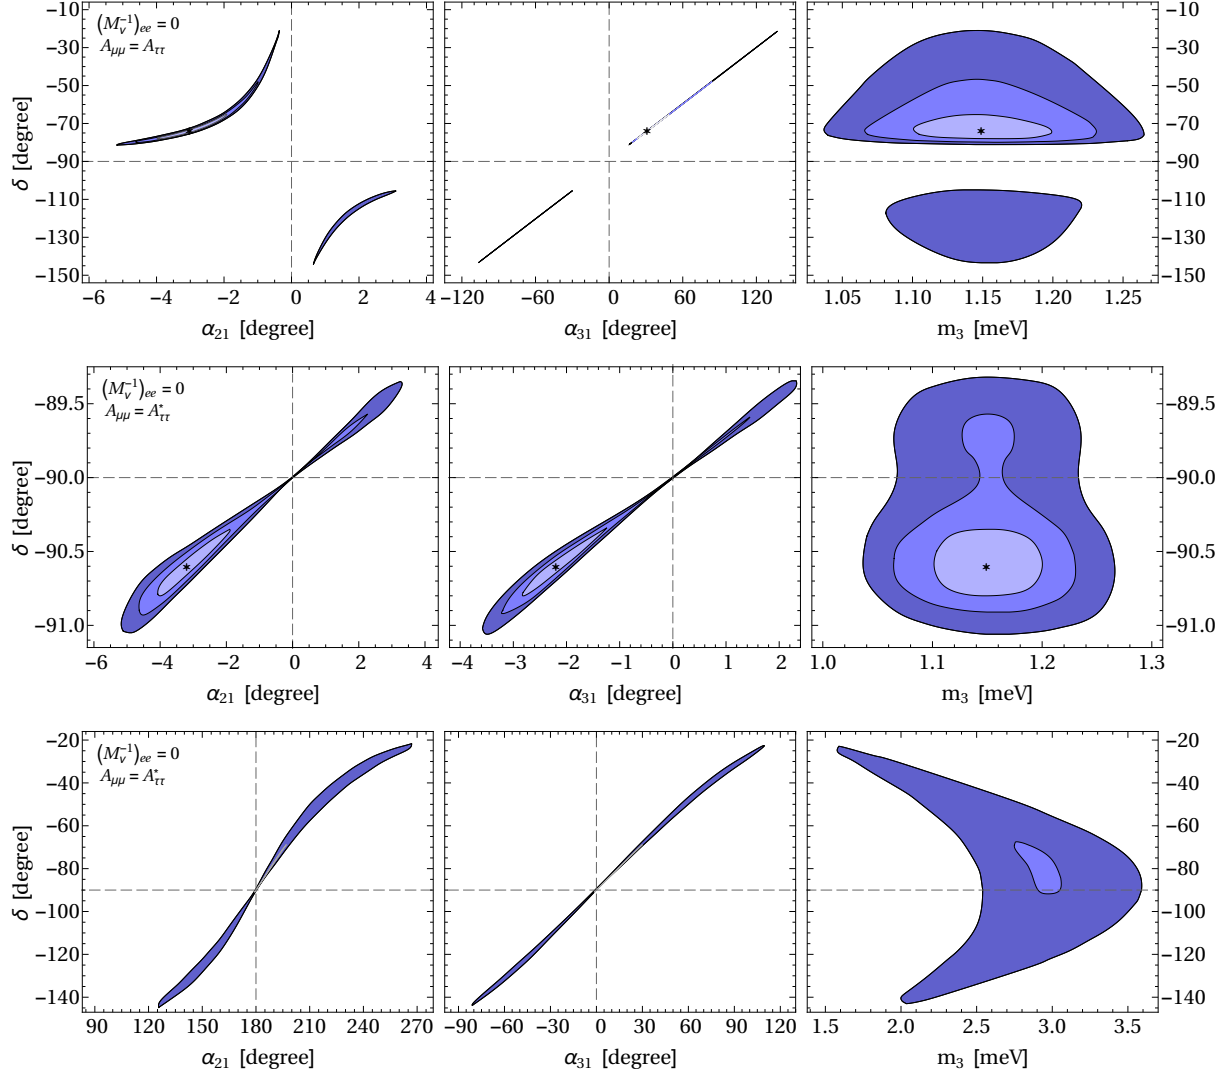 (M_ν^{-1})_{ee} = 0
A_{μμ} = A_{ττ}
δ [degree]
−10
−30
−50
−70
−90
−110
−130
−150
−10
−30
−50
−70
−90
−110
−130
−150
−6 −4 −2 0 2 4
−120 −60 0 60 120
1.05 1.10 1.15 1.20 1.25
α_{21} [degree]
α_{31} [degree]
m_3 [meV]
(M_ν^{-1})_{ee} = 0
A_{μμ} = A*_{ττ}
δ [degree]
−89.5
−90.0
−90.5
−91.0
−89.5
−90.0
−90.5
−91.0
−6 −4 −2 0 2 4
−4 −3 −2 −1 0 1 2
1.0 1.1 1.2 1.3
α_{21} [degree]
α_{31} [degree]
m_3 [meV]
(M_ν^{-1})_{ee} = 0
A_{μμ} = A*_{ττ}
δ [degree]
−20
−40
−60
−80
−100
−120
−140
−20
−40
−60
−80
−100
−120
−140
90 120 150 180 210 240 270
−90 −60 −30 0 30 60 90 120
1.5 2.0 2.5 3.0 3.5
α_{21} [degree]
α_{31} [degree]
m_3 [meV]